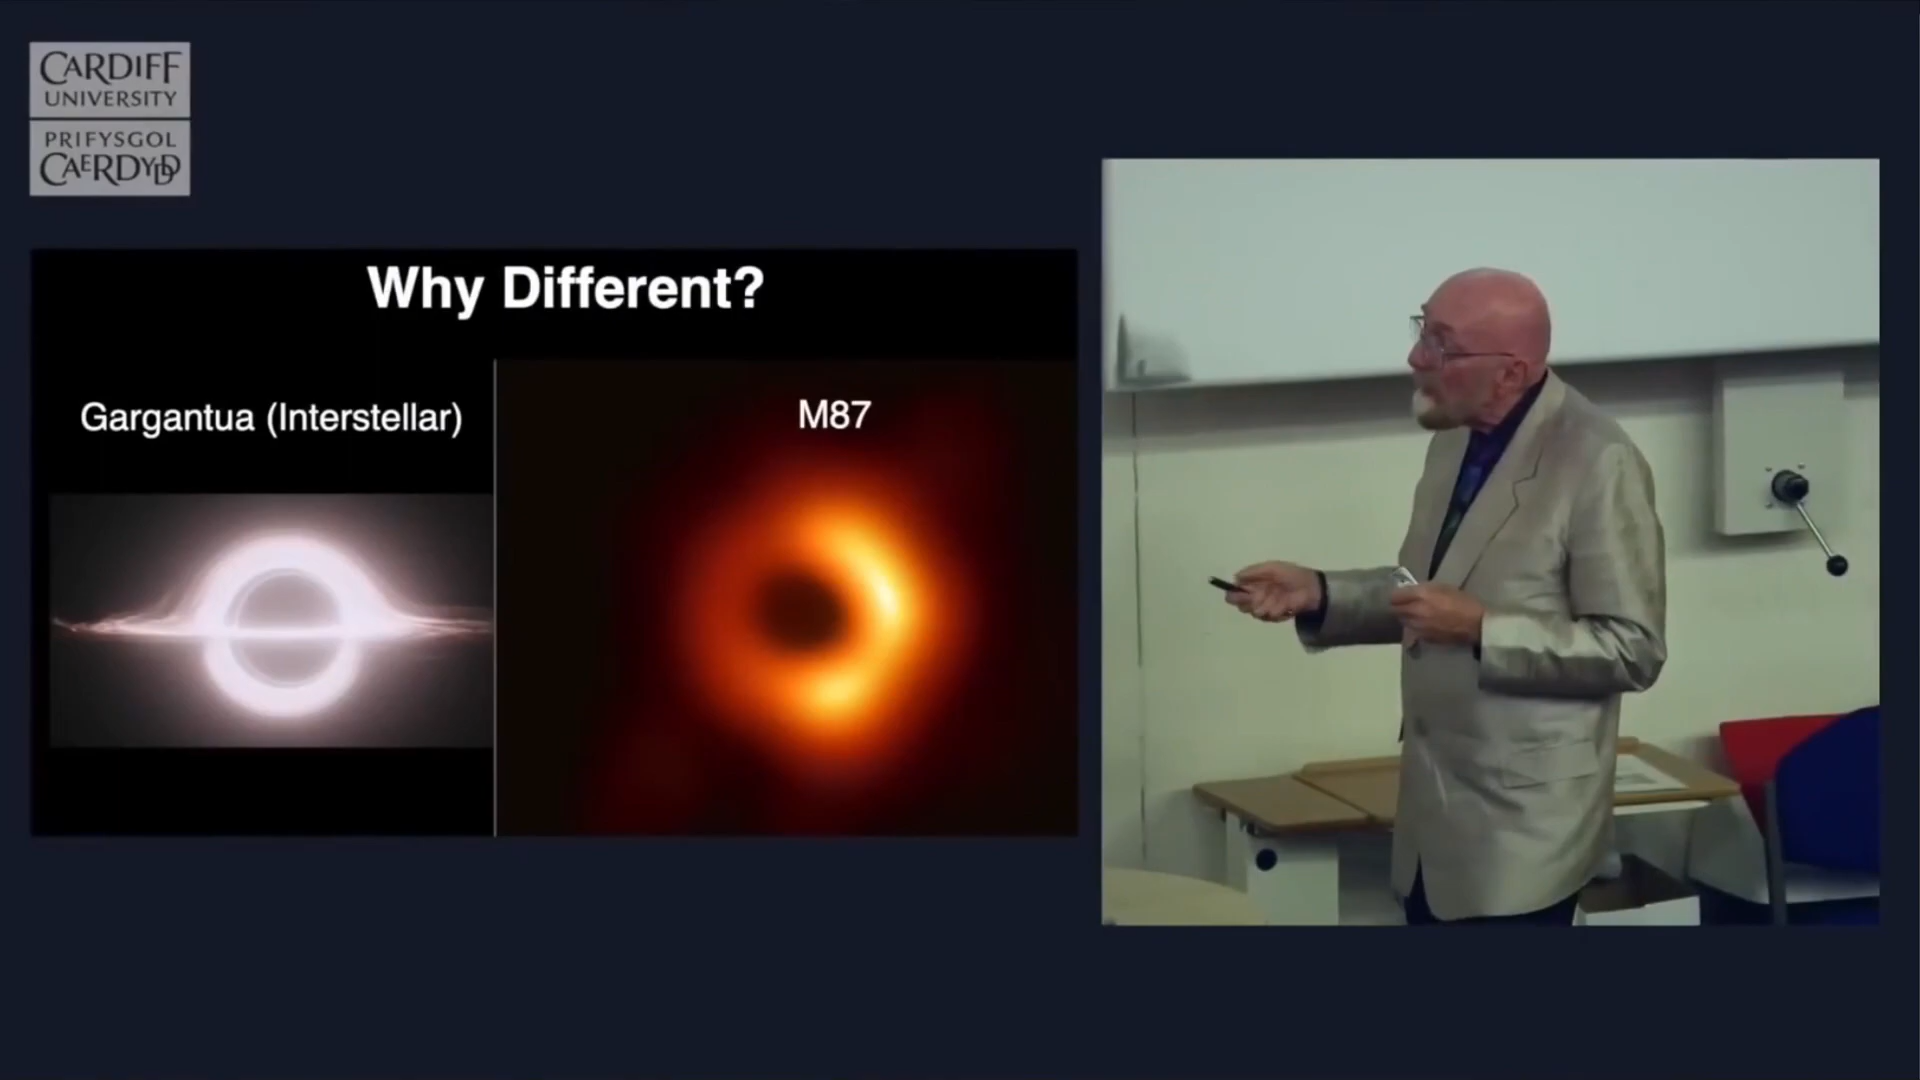 CARDIFF
UNIVERSITY
PRIFYSGOL
CAERDYDD
Why Different?
Gargantua (Interstellar)
M87